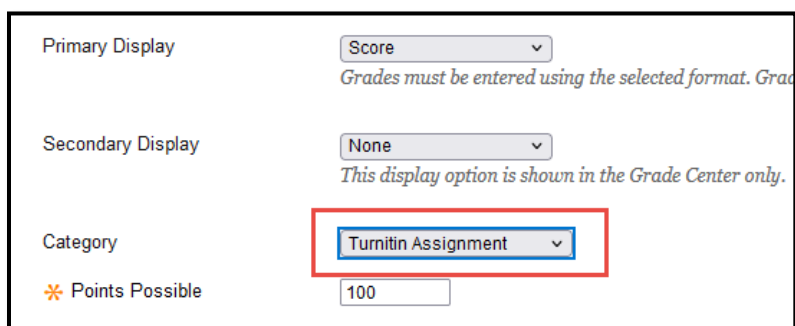 Primary Display Score
Grades must be entered using the selected format. Grad
Secondary Display None
This display option is shown in the Grade Center only.
Category Turnitin Assignment
Points Possible 100